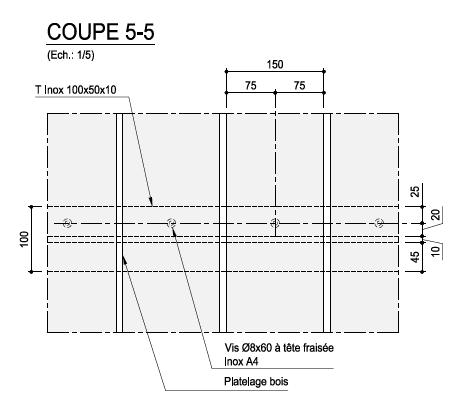 COUPE 5-5
(Ech.: 1/5)
150
75
75
T Inox 100x50x10
25
20
10
45
100
Vis Ø8x60 à tête fraisée
Inox A4
Platelage bois